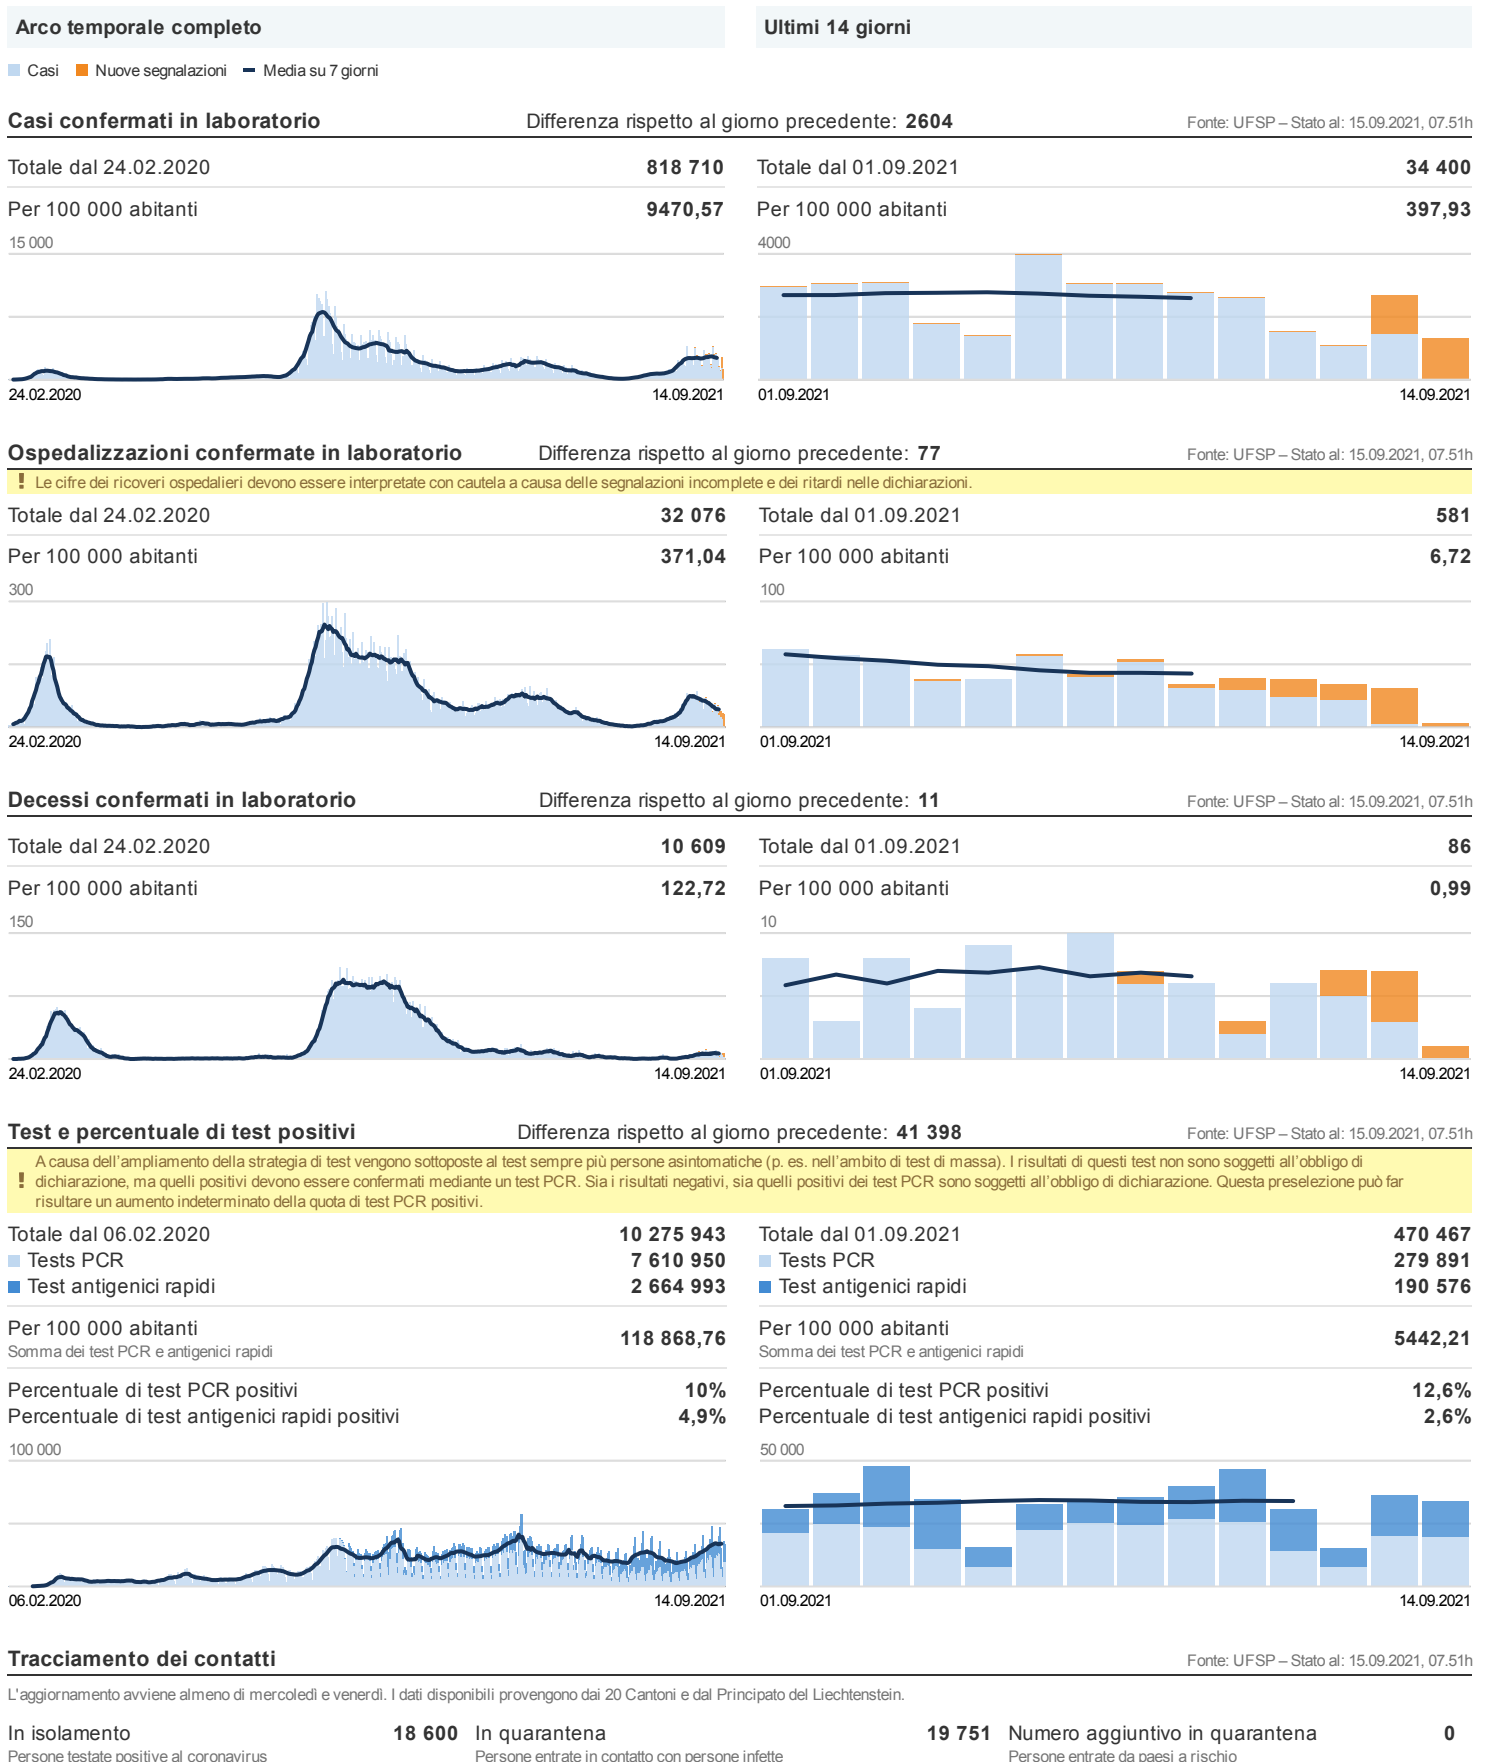 Arco temporale completo
Ultimi 14 giorni
Casi Nuove segnalazioni Media su 7 giorni
Casi confermati in laboratorio Differenza rispetto al giorno precedente: 2604 Fonte: UFSP – Stato al: 15.09.2021, 07.51h
Totale dal 24.02.2020 818 710
Per 100 000 abitanti 9470,57
15 000
24.02.2020 14.09.2021
Totale dal 01.09.2021 34 400
Per 100 000 abitanti 397,93
4000
01.09.2021 14.09.2021
Ospedalizzazioni confermate in laboratorio Differenza rispetto al giorno precedente: 77 Fonte: UFSP – Stato al: 15.09.2021, 07.51h
! Le cifre dei ricoveri ospedalieri devono essere interpretate con cautela a causa delle segnalazioni incomplete e dei ritardi nelle dichiarazioni.
Totale dal 24.02.2020 32 076
Per 100 000 abitanti 371,04
300
24.02.2020 14.09.2021
Totale dal 01.09.2021 581
Per 100 000 abitanti 6,72
100
01.09.2021 14.09.2021
Decessi confermati in laboratorio Differenza rispetto al giorno precedente: 11 Fonte: UFSP – Stato al: 15.09.2021, 07.51h
Totale dal 24.02.2020 10 609
Per 100 000 abitanti 122,72
150
24.02.2020 14.09.2021
Totale dal 01.09.2021 86
Per 100 000 abitanti 0,99
10
01.09.2021 14.09.2021
Test e percentuale di test positivi Differenza rispetto al giorno precedente: 41 398 Fonte: UFSP – Stato al: 15.09.2021, 07.51h
A causa dell'ampliamento della strategia di test vengono sottoposte al test sempre più persone asintomatiche (p. es. nell'ambito di test di massa). I risultati di questi test non sono soggetti all'obbligo di
! dichiarazione, ma quelli positivi devono essere confermati mediante un test PCR. Sia i risultati negativi, sia quelli positivi dei test PCR sono soggetti all'obbligo di dichiarazione. Questa preselezione può far
risultare un aumento indeterminato della quota di test PCR positivi.
Totale dal 06.02.2020 10 275 943
Tests PCR 7 610 950
Test antigenici rapidi 2 664 993
Per 100 000 abitanti 118 868,76
Somma dei test PCR e antigenici rapidi
Percentuale di test PCR positivi 10%
Percentuale di test antigenici rapidi positivi 4,9%
100 000
06.02.2020 14.09.2021
Totale dal 01.09.2021 470 467
Tests PCR 279 891
Test antigenici rapidi 190 576
Per 100 000 abitanti 5442,21
Somma dei test PCR e antigenici rapidi
Percentuale di test PCR positivi 12,6%
Percentuale di test antigenici rapidi positivi 2,6%
50 000
01.09.2021 14.09.2021
Tracciamento dei contatti Fonte: UFSP – Stato al: 15.09.2021, 07.51h
L'aggiornamento avviene almeno di mercoledì e venerdì. I dati disponibili provengono dai 20 Cantoni e dal Principato del Liechtenstein.
In isolamento 18 600
Persone testate positive al coronavirus
In quarantena 19 751
Persone entrate in contatto con persone infette
Numero aggiuntivo in quarantena 0
Persone entrate da paesi a rischio